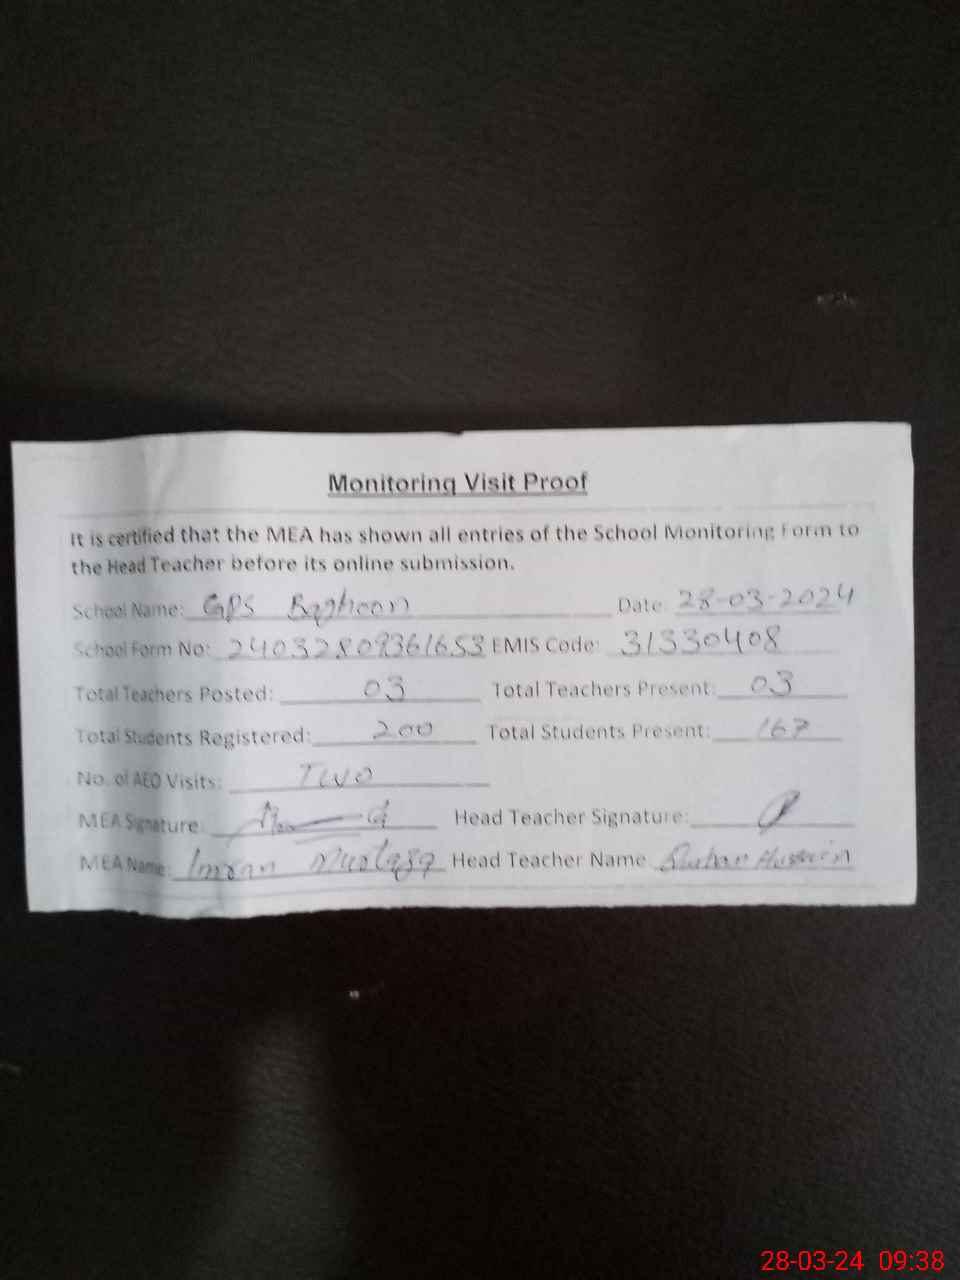 Monitoring Visit Proof
It is certified that the MEA has shown all entries of the School Monitoring Form to
the Head Teacher before its online submission.
School Name: GPS Baghoon Date 28-03-2024
School Form No: 24032809361653 EMIS Code: 31330408
Total Teachers Posted: 03 Total Teachers Present: 03
Total Students Registered: 200 Total Students Present: 167
No. of AEO Visits: Two
MEA Signature: Head Teacher Signature:
MEA Name: Imran Mustafa Head Teacher Name Hussain
28-03-24 09:38